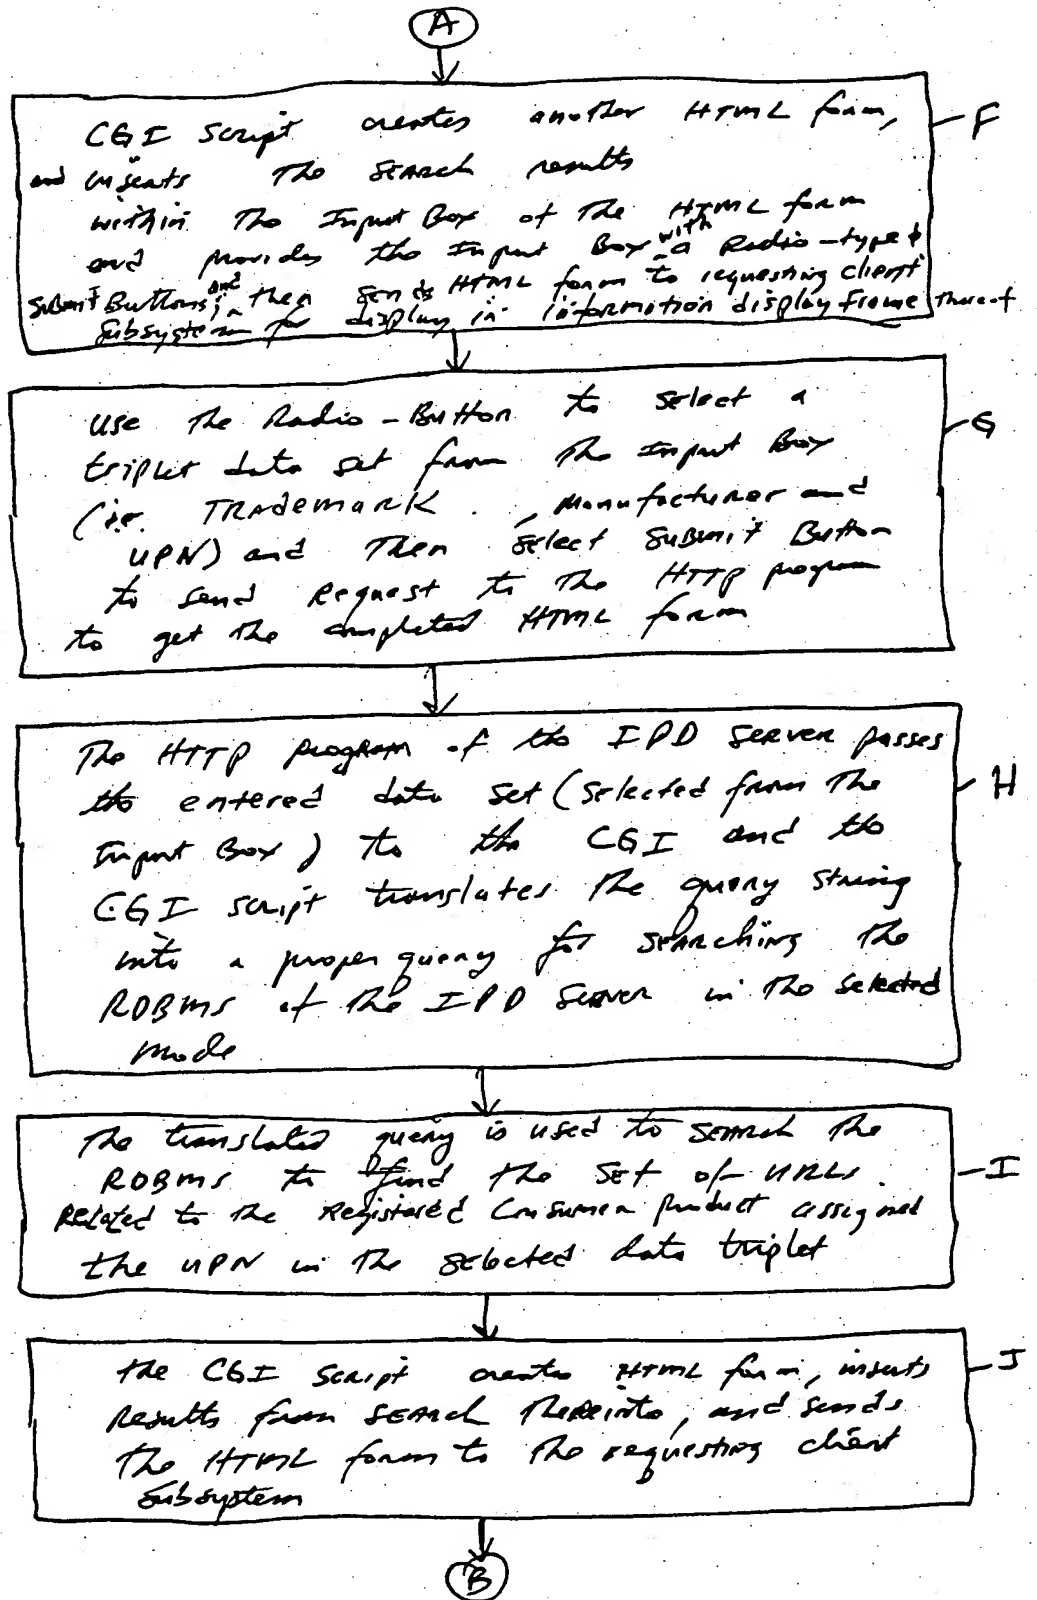 A
CGI Script creates another HTML form, F
and inserts The SEARCH results
within The Input Box of The HTML form
and provides the Input Box with a Radio-type &
Submit Buttons; and then sends HTML form to requesting client
Subsystem for display in information display frame thereof
Use The Radio-Button to select a
triplet data set from The Input Box G
(i.e. TRAdemARK, Manufacturer and
UPN) and Then select Submit Button
to send Request to The HTTP program
to get The completed HTML form
The HTTP program of the IPD Server passes
the entered data set (selected from The H
Input Box) to the CGI and the
CGI script translates The query string
into a proper query for SEARching The
RDBMS of The IPD Server in The selected
Mode
The translated query is used to SEARCH The
RDBMS to find The Set of URLs I
Related to The Registered Consumer product assigned
the UPN in The selected data triplet
The CGI Script creates HTML form, inserts J
Results from SEARCH Thereinto, and sends
The HTML form to The requesting client
Subsystem
B